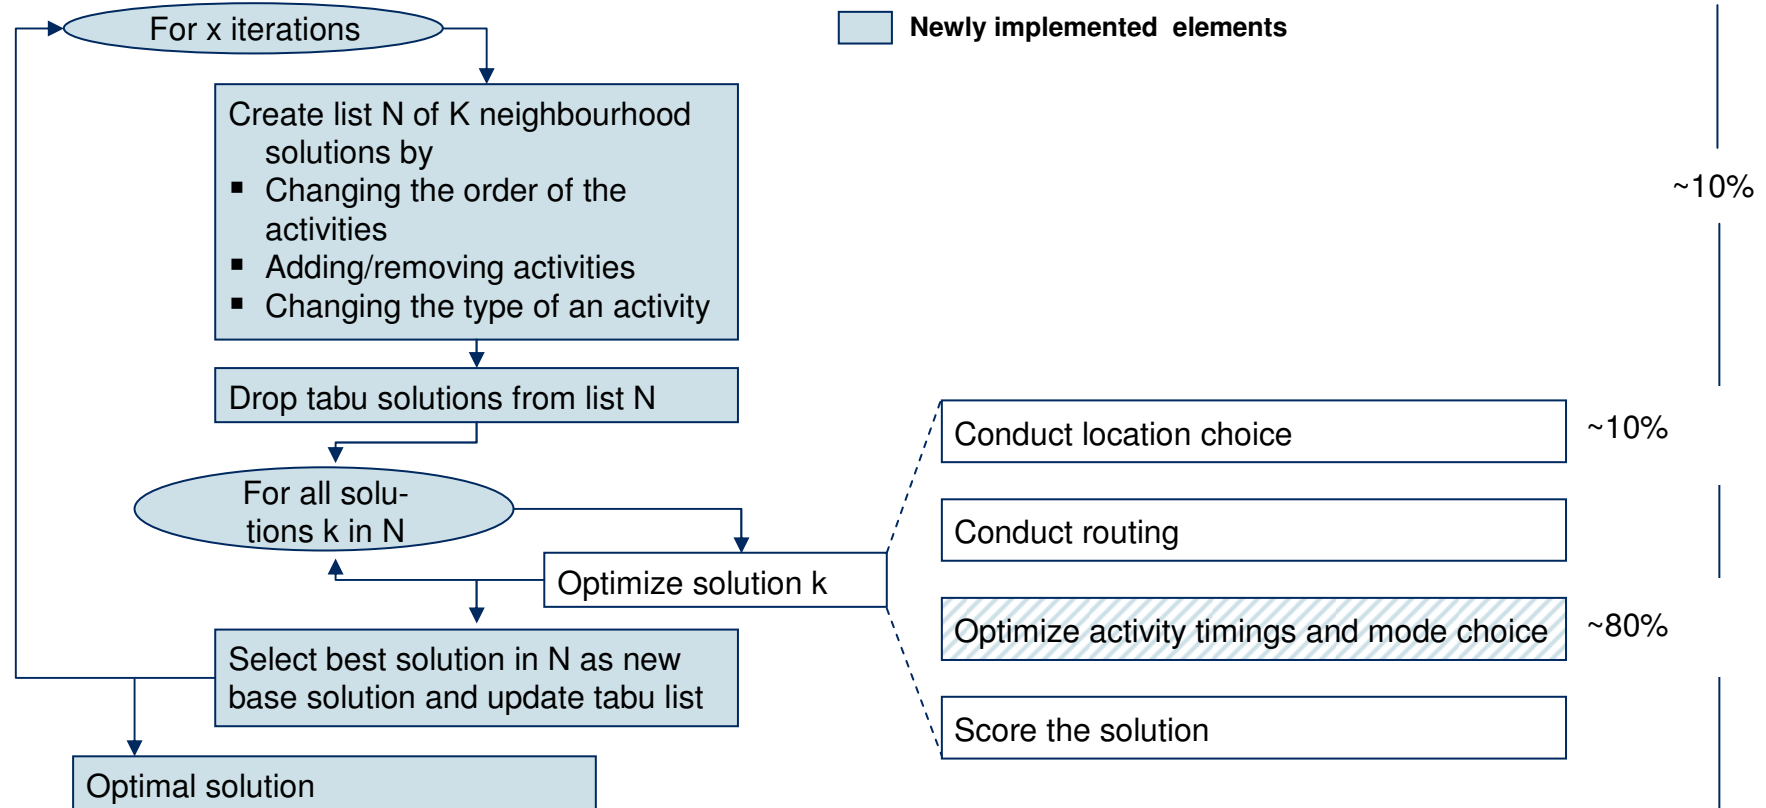 For x iterations
Newly implemented elements
Create list N of K neighbourhood
solutions by
▪ Changing the order of the
activities
▪ Adding/removing activities
▪ Changing the type of an activity
~10%
Drop tabu solutions from list N
Conduct location choice
~10%
For all solu-
tions k in N
Conduct routing
Optimize solution k
Optimize activity timings and mode choice
~80%
Select best solution in N as new
base solution and update tabu list
Score the solution
Optimal solution